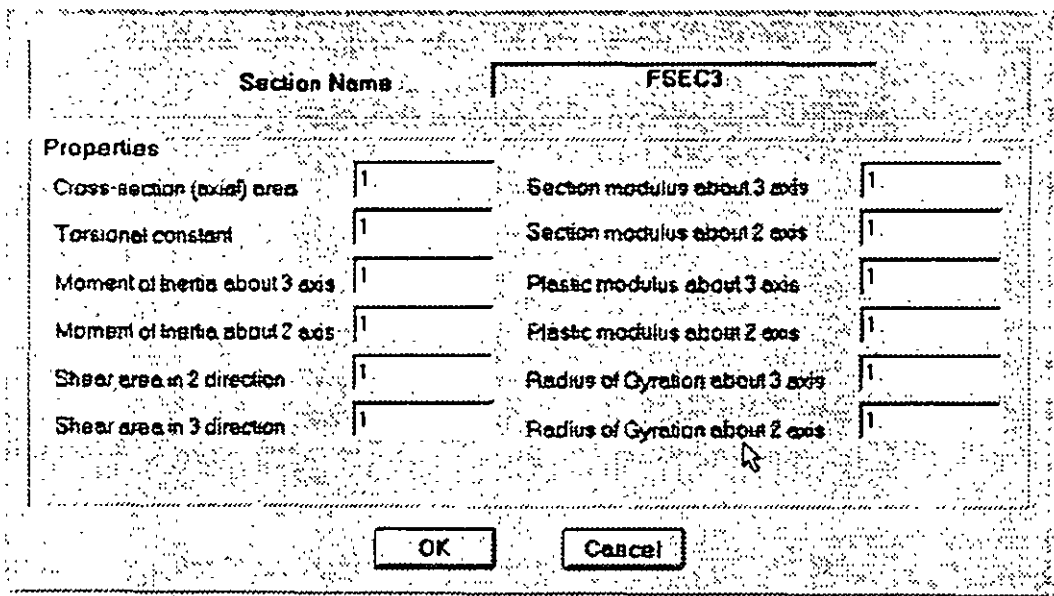 Section Name FSEC3
Properties
Cross-section (axial) area 1 Section modulus about 3 axis 1
Torsional constant 1 Section modulus about 2 axis 1
Moment of Inertia about 3 axis 1 Plastic modulus about 3 axis 1
Moment of Inertia about 2 axis 1 Plastic modulus about 2 axis 1
Shear area in 2 direction 1 Radius of Gyration about 3 axis 1
Shear area in 3 direction 1 Radius of Gyration about 2 axis 1
OK Cancel